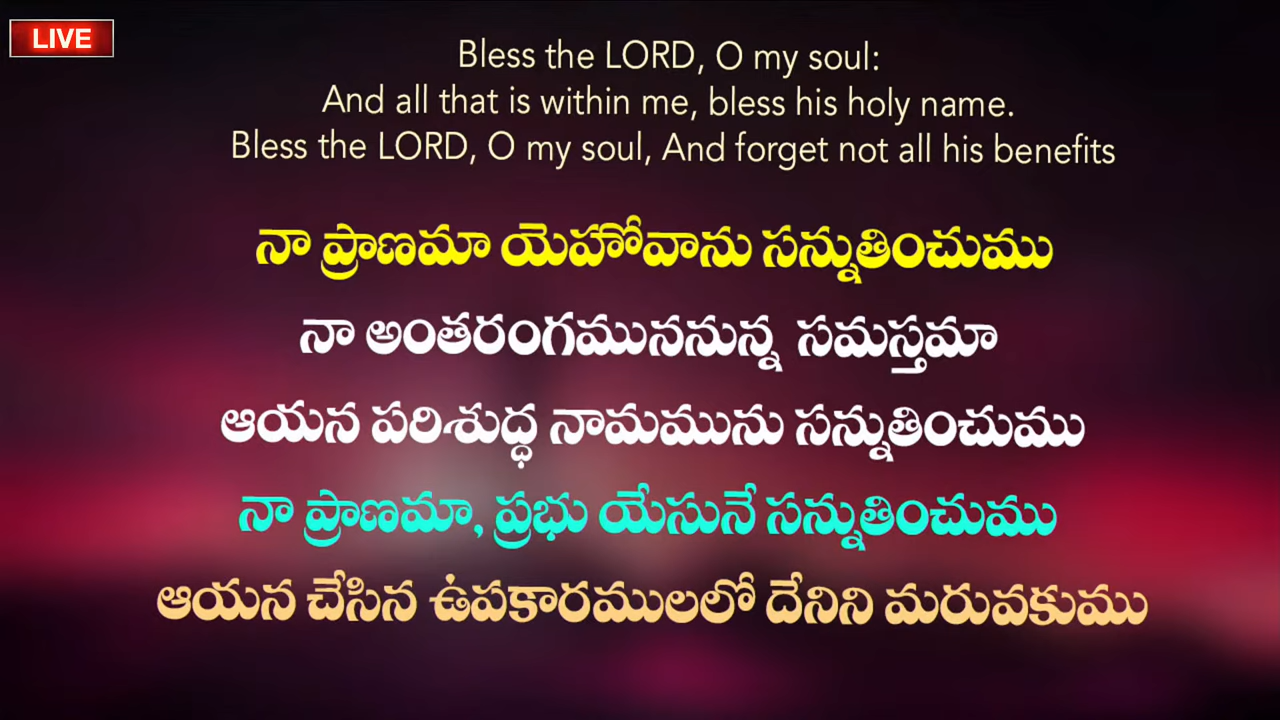 LIVE
Bless the LORD, O my soul:
And all that is within me, bless his holy name.
Bless the LORD, O my soul, And forget not all his benefits
నా ప్రాణమా యెహోవాను సన్నుతించుము
నా అంతరంగముననున్న సమస్తమా
ఆయన పరిశుద్ధ నామమును సన్నుతించుము
నా ప్రాణమా, ప్రభు యేసునే సన్నుతించుము
ఆయన చేసిన ఉపకారములలో దేనిని మరువకుము